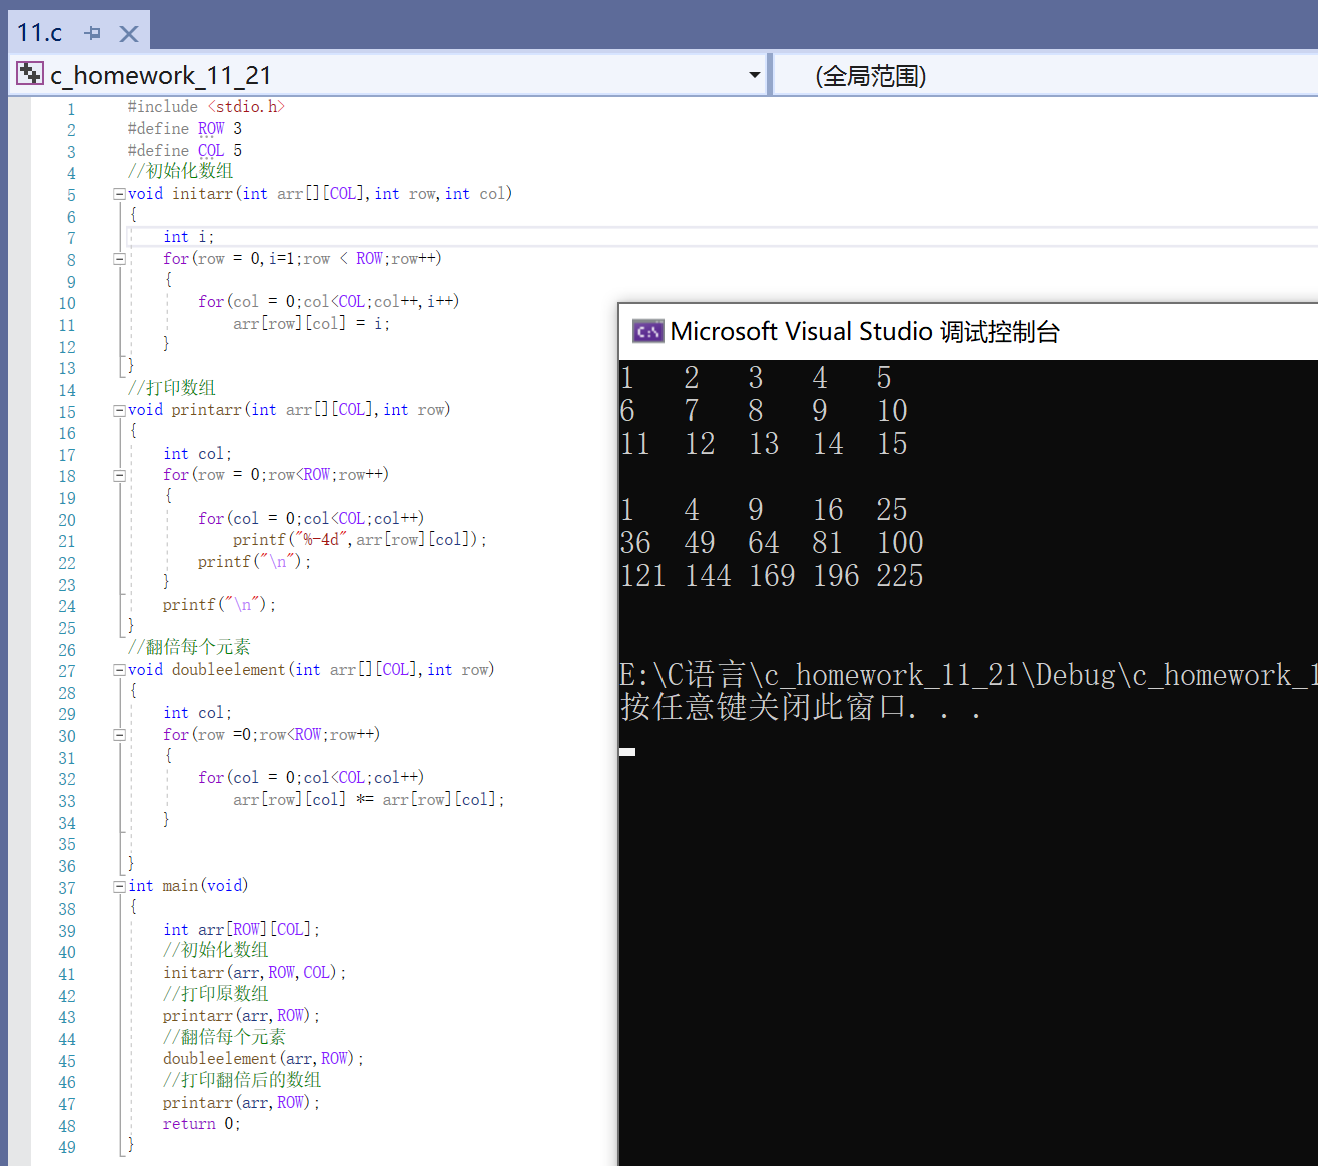 11.c
c_homework_11_21
(全局范围)
1 #include <stdio.h>
2 #define ROW 3
3 #define COL 5
4 //初始化数组
5 void initarr(int arr[][COL],int row,int col)
6 {
7 int i;
8 for(row = 0,i=1;row < ROW;row++)
9 {
10 for(col = 0;col<COL;col++,i++)
11 arr[row][col] = i;
12 }
13 }
14 //打印数组
15 void printarr(int arr[][COL],int row)
16 {
17 int col;
18 for(row = 0;row<ROW;row++)
19 {
20 for(col = 0;col<COL;col++)
21 printf("%-4d",arr[row][col]);
22 printf("\n");
23 }
24 printf("\n");
25 }
26 //翻倍每个元素
27 void doubleelement(int arr[][COL],int row)
28 {
29 int col;
30 for(row =0;row<ROW;row++)
31 {
32 for(col = 0;col<COL;col++)
33 arr[row][col] *= arr[row][col];
34 }
35
36 }
37 int main(void)
38 {
39 int arr[ROW][COL];
40 //初始化数组
41 initarr(arr,ROW,COL);
42 //打印原数组
43 printarr(arr,ROW);
44 //翻倍每个元素
45 doubleelement(arr,ROW);
46 //打印翻倍后的数组
47 printarr(arr,ROW);
48 return 0;
49 }
Microsoft Visual Studio 调试控制台
1 2 3 4 5
6 7 8 9 10
11 12 13 14 15
1 4 9 16 25
36 49 64 81 100
121 144 169 196 225
E:\C语言\c_homework_11_21\Debug\c_homework_1
按任意键关闭此窗口. . .